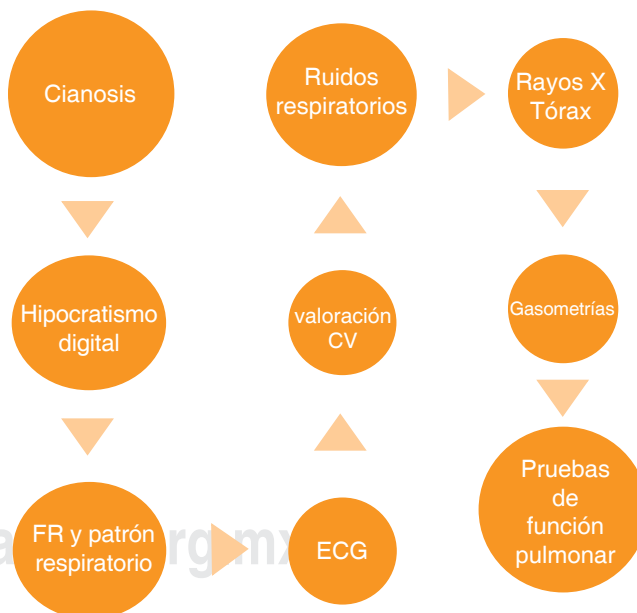 Cianosis
Hipocratismo
digital
FR y patrón
respiratorio
ECG
valoración
CV
Ruidos
respiratorios
Rayos X
Tórax
Gasometrías
Pruebas
de
función
pulmonar